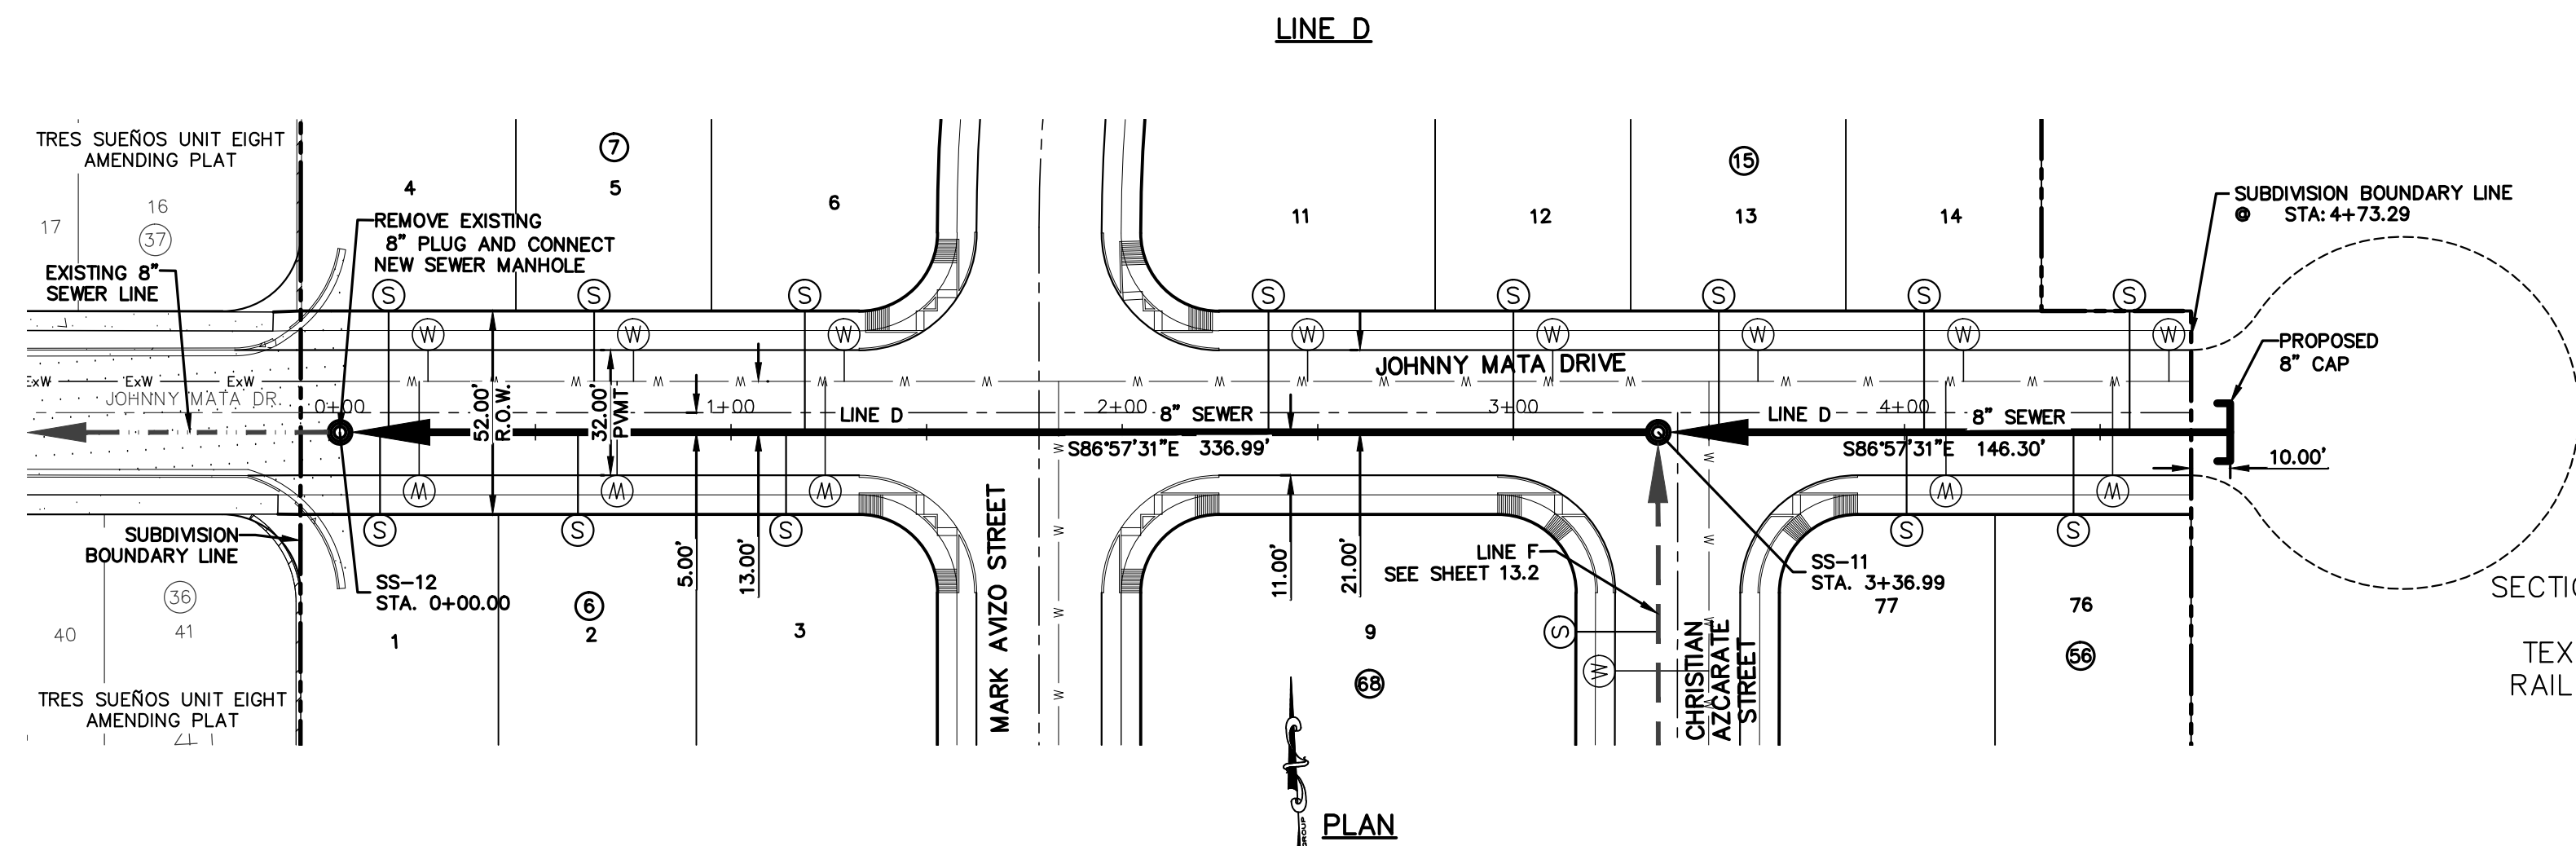 LINE D
TRES SUEÑOS UNIT EIGHT
AMENDING PLAT
17
16
37
EXISTING 8"
SEWER LINE
4
7
5
6
REMOVE EXISTING
8" PLUG AND CONNECT
NEW SEWER MANHOLE
11
12
15
13
14
SUBDIVISION BOUNDARY LINE
@ STA: 4+73.29
PROPOSED
8" CAP
S
S
S
S
S
S
S
S
W
W
W
W
W
W
W
W
JOHNNY MATA DRIVE
ExW
ExW
ExW
JOHNNY MATA DR.
0+00
1+00
2+00
3+00
4+00
52.00'
R.O.W.
32.00'
PVMT
LINE D
8" SEWER
LINE D
8" SEWER
S86°57'31"E 336.99'
S86°57'31"E 146.30'
10.00'
W
W
W
W
W
S
S
S
S
S
SUBDIVISION
BOUNDARY LINE
SS-12
STA. 0+00.00
5.00'
13.00'
11.00'
21.00'
MARK AVIZO STREET
LINE F
SEE SHEET 13.2
SS-11
STA. 3+36.99
36
40
41
1
6
2
3
9
68
S
W
CHRISTIAN
AZCARATE
STREET
77
76
56
TRES SUEÑOS UNIT EIGHT
AMENDING PLAT
SECTIO
TEX
RAIL
GROUP
PLAN